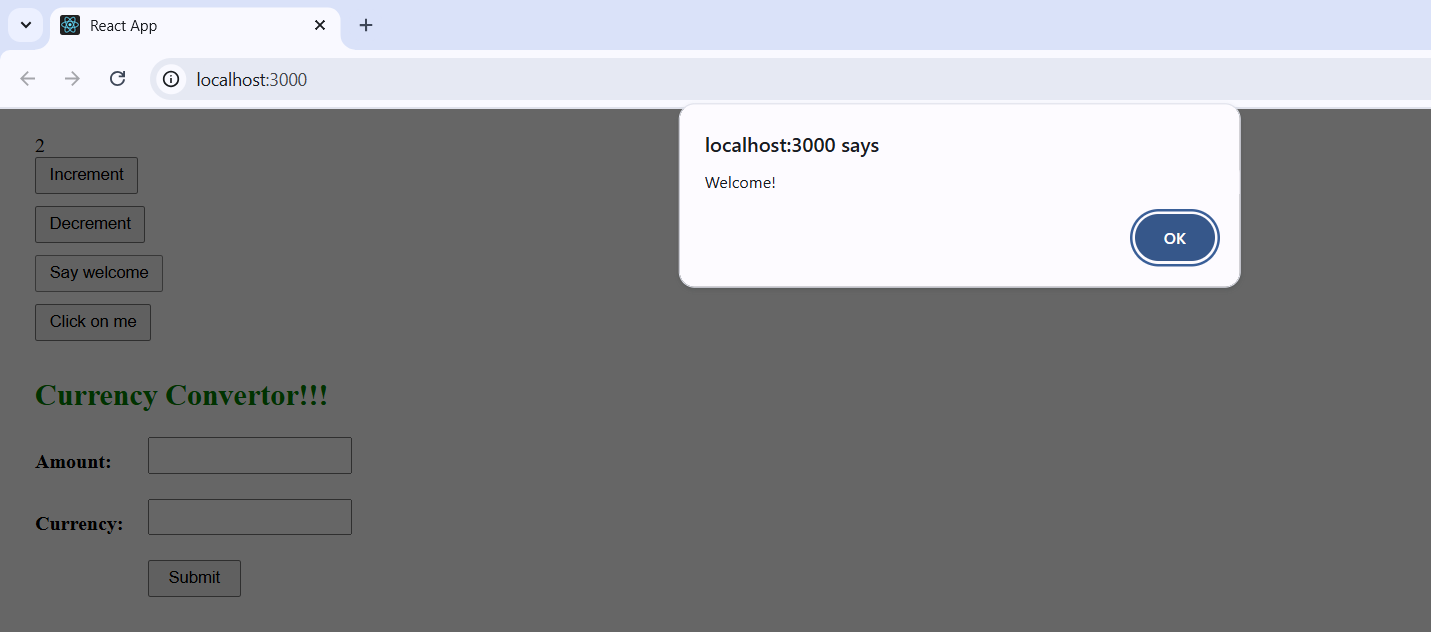 React App
localhost:3000
localhost:3000 says
Welcome!
OK
2
Increment
Decrement
Say welcome
Click on me
Currency Convertor!!!
Amount:
Currency:
Submit